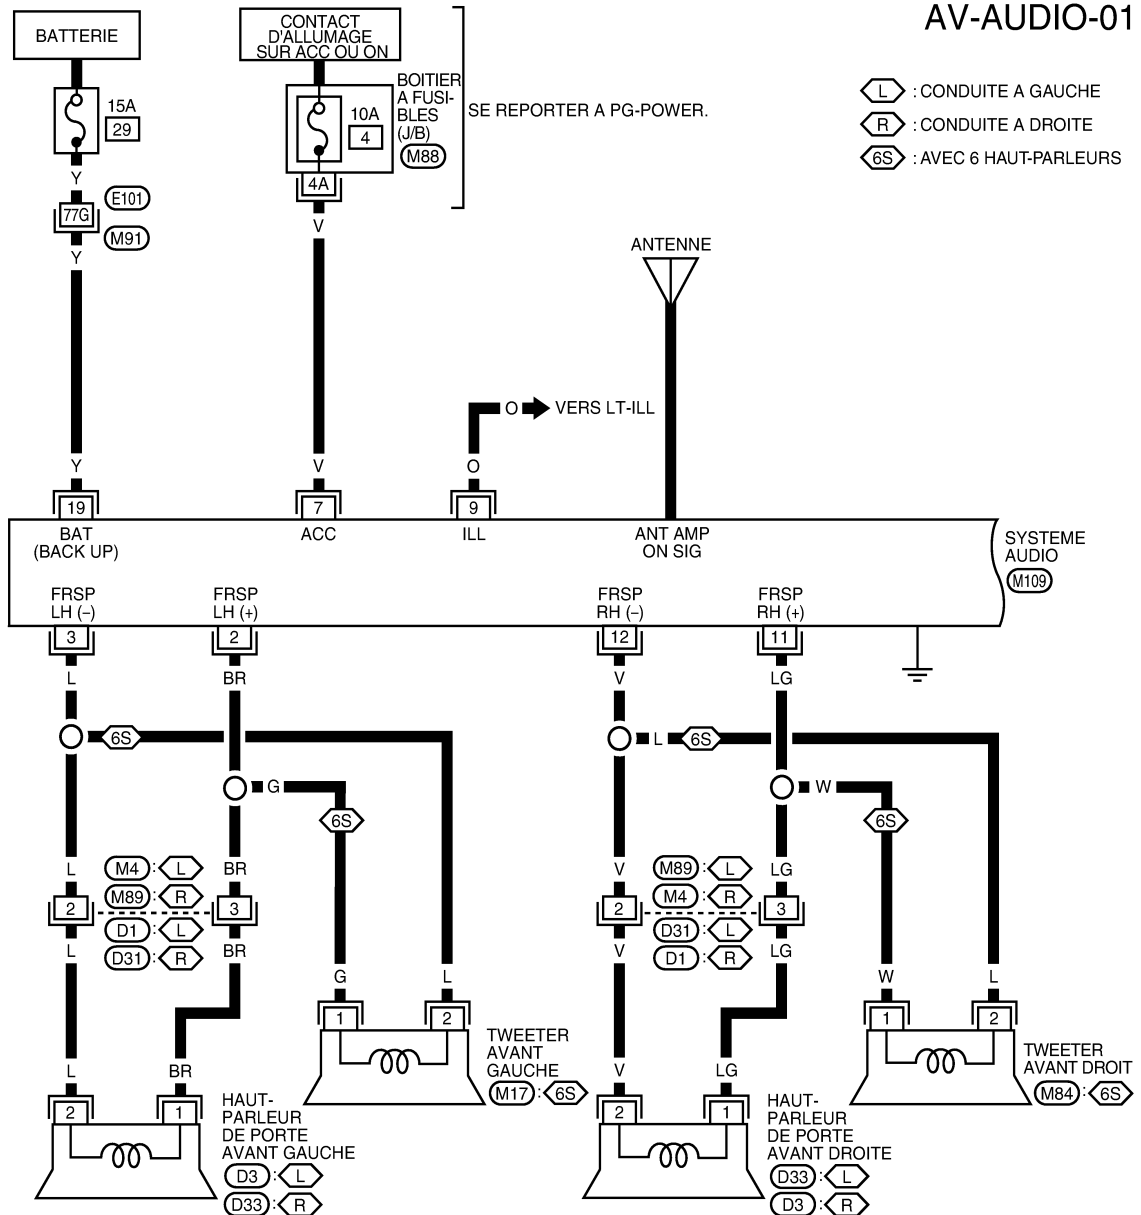 AV-AUDIO-01
BATTERIE
CONTACT
D'ALLUMAGE
SUR ACC OU ON
15A
29
10A
4
BOITIER
A FUSI-
BLES
(J/B)
M88
SE REPORTER A PG-POWER.
L : CONDUITE A GAUCHE
R : CONDUITE A DROITE
6S : AVEC 6 HAUT-PARLEURS
Y
77G
E101
M91
Y
4A
V
ANTENNE
O
VERS LT-ILL
Y
V
O
19
7
9
BAT
(BACK UP)
ACC
ILL
ANT AMP
ON SIG
SYSTEME
AUDIO
M109
FRSP
LH (–)
FRSP
LH (+)
FRSP
RH (–)
FRSP
RH (+)
3
2
12
11
L
BR
V
LG
6S
L
6S
G
W
6S
6S
L
M4 : L
BR
V
M89 : L
LG
M89 : R
M4 : R
2
3
2
3
D1 : L
D31 : L
L
D31 : R
BR
V
D1 : R
LG
G
L
W
L
1
2
1
2
TWEETER
AVANT
GAUCHE
M17 : 6S
TWEETER
AVANT DROIT
M84 : 6S
L
BR
V
LG
2
1
2
1
HAUT-
PARLEUR
DE PORTE
AVANT GAUCHE
D3 : L
D33 : R
HAUT-
PARLEUR
DE PORTE
AVANT DROITE
D33 : L
D3 : R